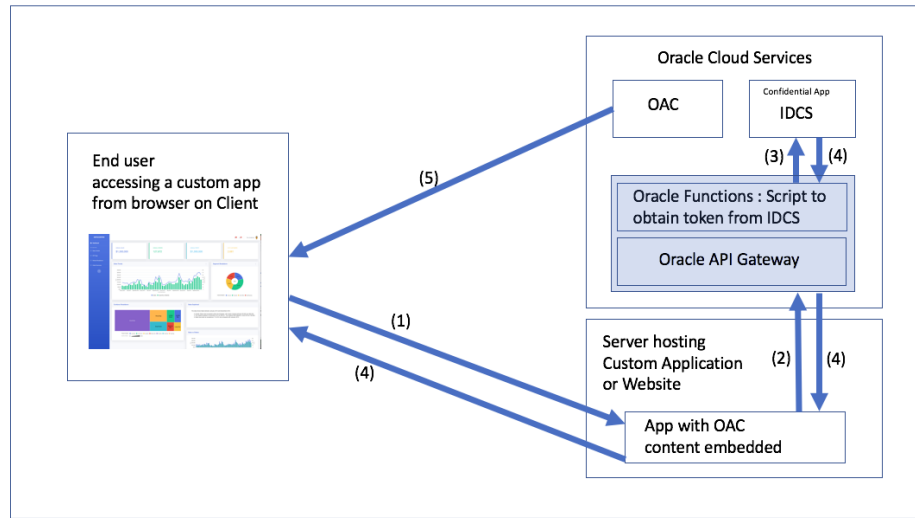 Oracle Cloud Services
OAC
Confidential App
IDCS
(3)
(4)
End user
accessing a custom app
from browser on Client
(5)
Oracle Functions : Script to
obtain token from IDCS
Oracle API Gateway
(1)
(4)
Server hosting
Custom Application
or Website
(2)
(4)
App with OAC
content embedded